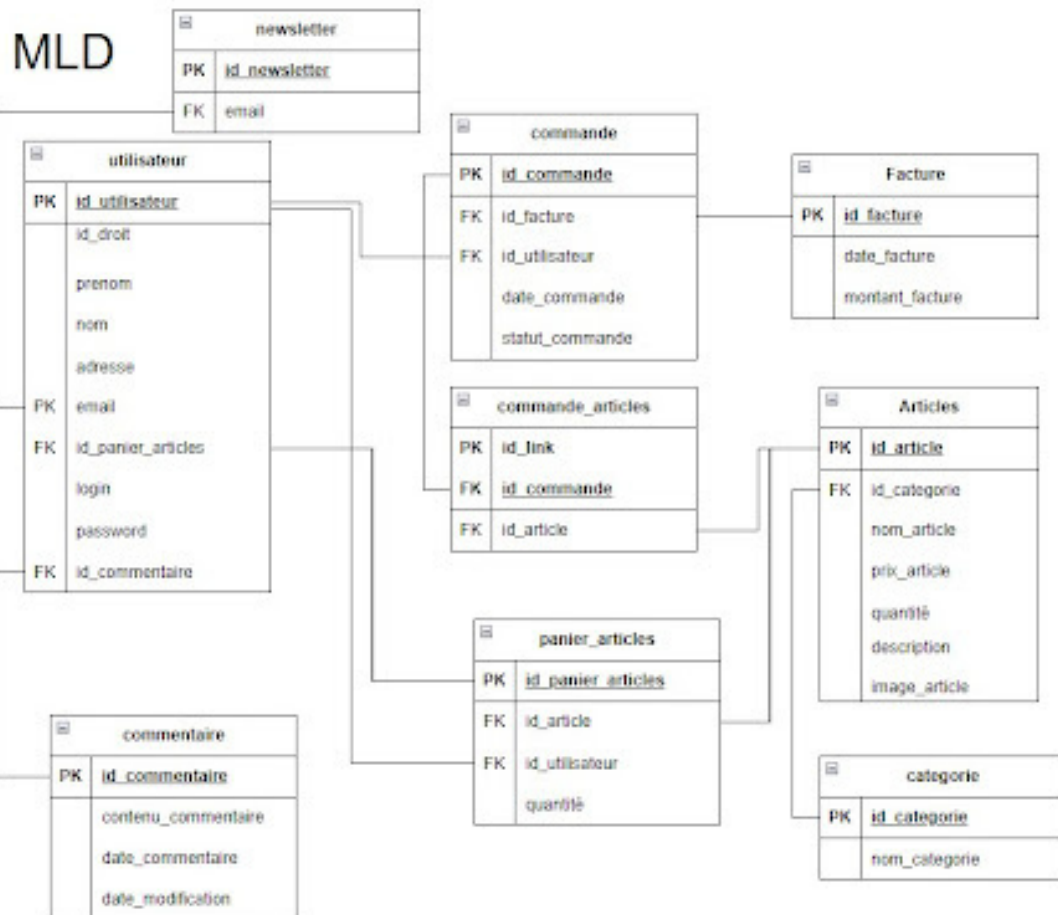 MLD
newsletter
PK id_newsletter
FK email
utilisateur
PK id_utilisateur
id_droit
prenom
nom
adresse
PK email
FK id_panier_articles
login
password
FK id_commentaire
commande
PK id_commande
FK id_facture
FK id_utilisateur
date_commande
statut_commande
Facture
PK id_facture
date_facture
montant_facture
commande_articles
PK id_link
FK id_commande
FK id_article
Articles
PK id_article
FK id_categorie
nom_article
prix_article
quantité
description
image_article
panier_articles
PK id_panier_articles
FK id_article
FK id_utilisateur
quantité
commentaire
PK id_commentaire
contenu_commentaire
date_commentaire
date_modification
categorie
PK id_categorie
nom_categorie